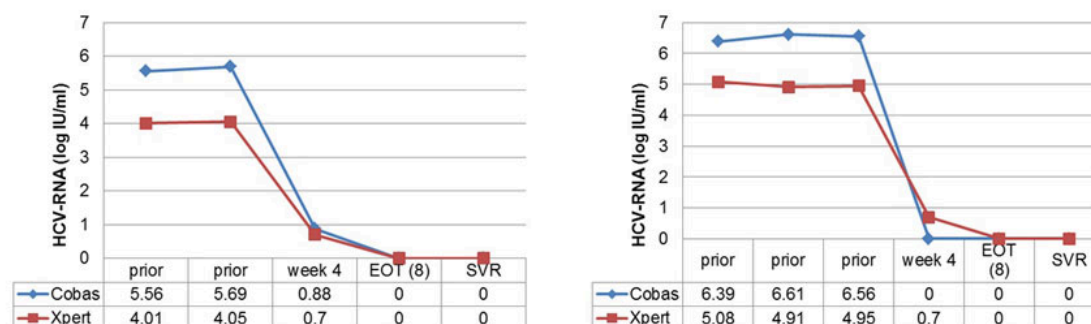 7
6
5
4
3
2
1
0
HCV-RNA (log IU/ml)
prior prior week 4 EOT (8) SVR
Cobas 5.56 5.69 0.88 0 0
Xpert 4.01 4.05 0.7 0 0
7
6
5
4
3
2
1
0
HCV-RNA (log IU/ml)
prior prior prior week 4 EOT SVR
(8)
Cobas 6.39 6.61 6.56 0 0 0
Xpert 5.08 4.91 4.95 0.7 0 0